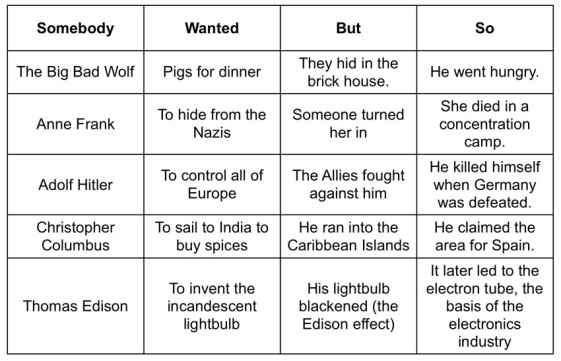 Somebody
Wanted
But
So
The Big Bad Wolf
Pigs for dinner
They hid in the
brick house.
He went hungry.
Anne Frank
To hide from the
Nazis
Someone turned
her in
She died in a
concentration
camp.
Adolf Hitler
To control all of
Europe
The Allies fought
against him
He killed himself
when Germany
was defeated.
Christopher
Columbus
To sail to India to
buy spices
He ran into the
Caribbean Islands
He claimed the
area for Spain.
Thomas Edison
To invent the
incandescent
lightbulb
His lightbulb
blackened (the
Edison effect)
It later led to the
electron tube, the
basis of the
electronics
industry